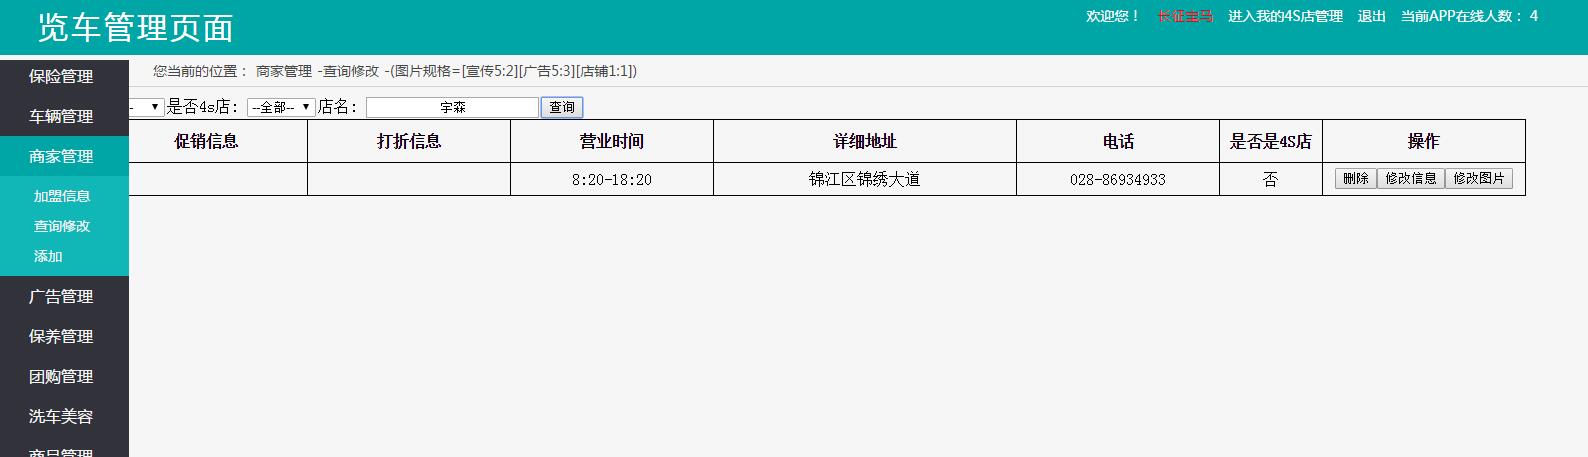 览车管理页面
欢迎您！ 长征宝马 进入我的4S店管理 退出 当前APP在线人数： 4
您当前的位置： 商家管理 -查询修改 -(图片规格=[宣传5:2][广告5:3][店铺1:1])
保险管理
车辆管理
商家管理
加盟信息
查询修改
添加
广告管理
保养管理
团购管理
洗车美容
商品管理
- 是否4s店： --全部-- 店名： 宇森 查询
促销信息 打折信息 营业时间 详细地址 电话 是否是4S店 操作
8:20-18:20 锦江区锦绣大道 028-86934933 否 删除 修改信息 修改图片